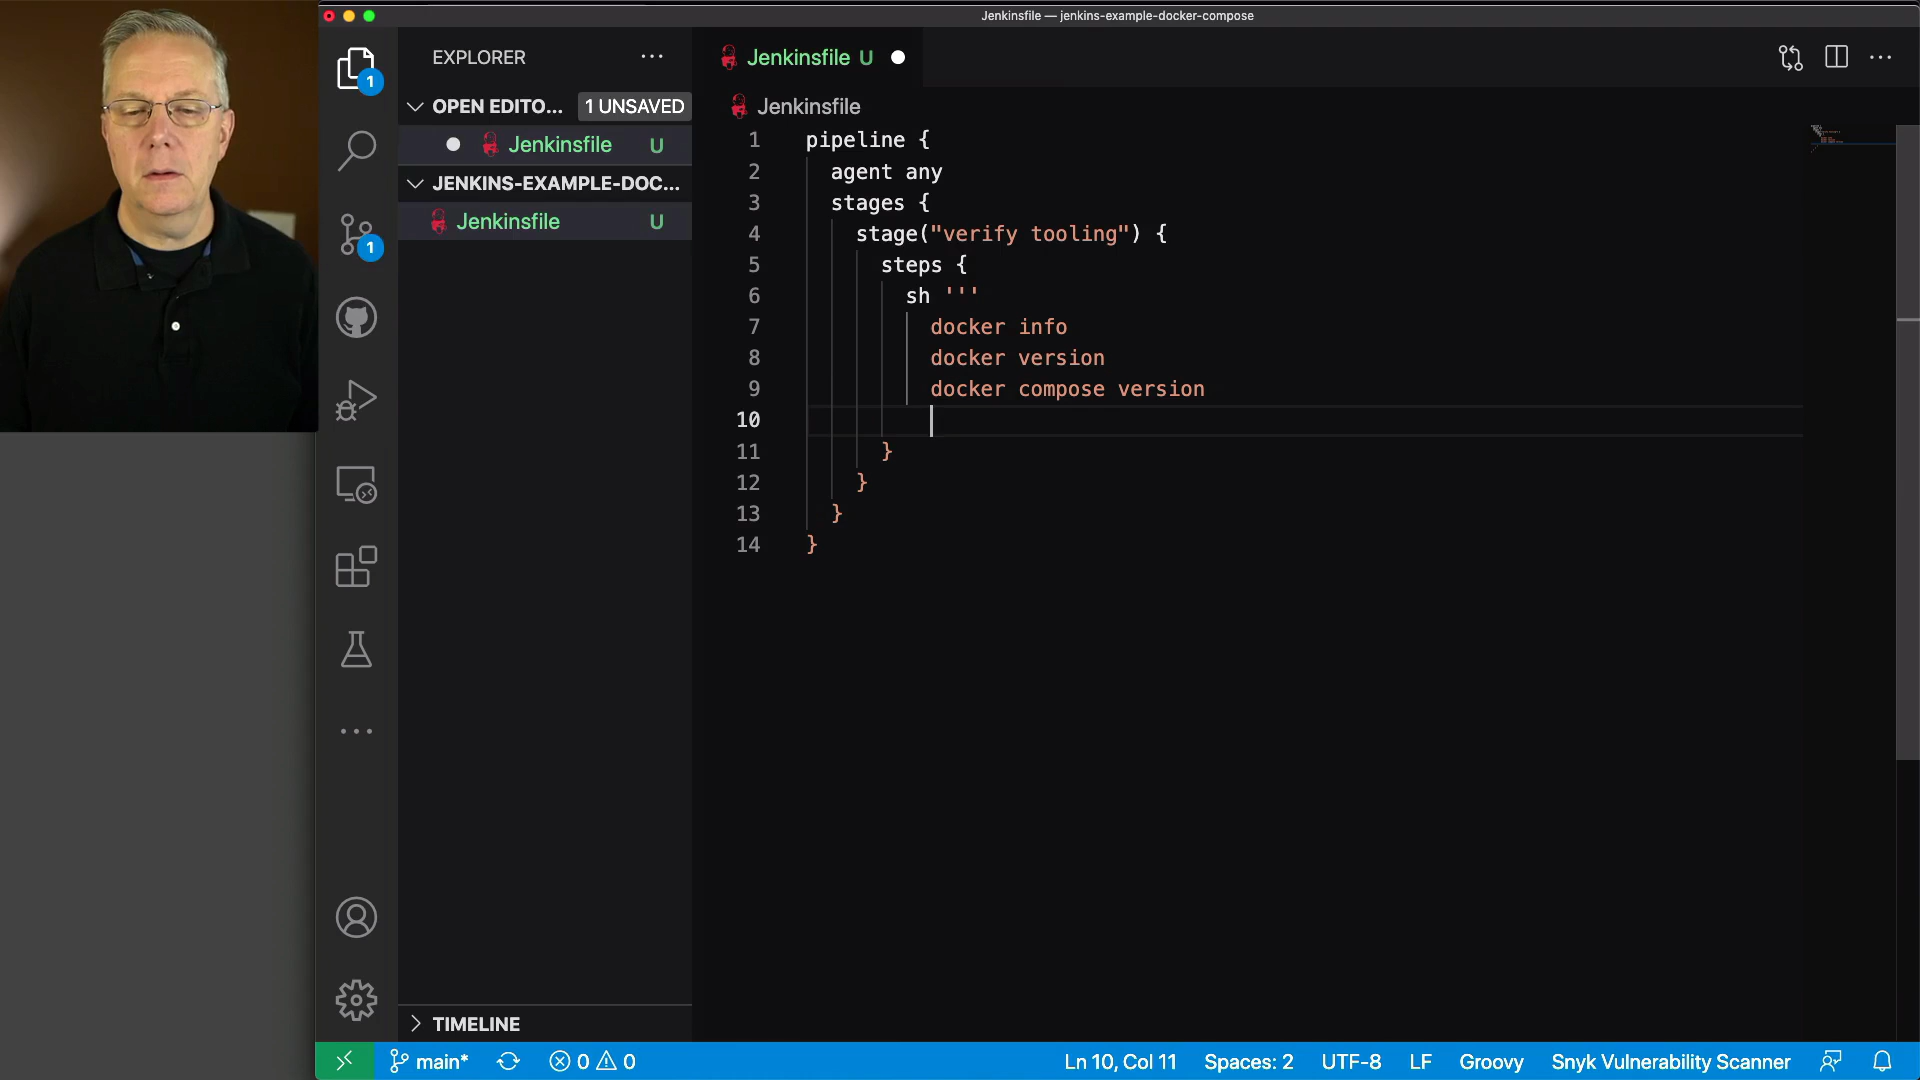 Jenkinsfile — jenkins-example-docker-compose
EXPLORER
OPEN EDITO... 1 UNSAVED
Jenkinsfile U
JENKINS-EXAMPLE-DOC...
Jenkinsfile U
TIMELINE
1
1
Jenkinsfile U
Jenkinsfile
1 pipeline {
2 agent any
3 stages {
4 stage("verify tooling") {
5 steps {
6 sh '''
7 docker info
8 docker version
9 docker compose version
10
11 }
12 }
13 }
14 }
main* 0 0 Ln 10, Col 11 Spaces: 2 UTF-8 LF Groovy Snyk Vulnerability Scanner